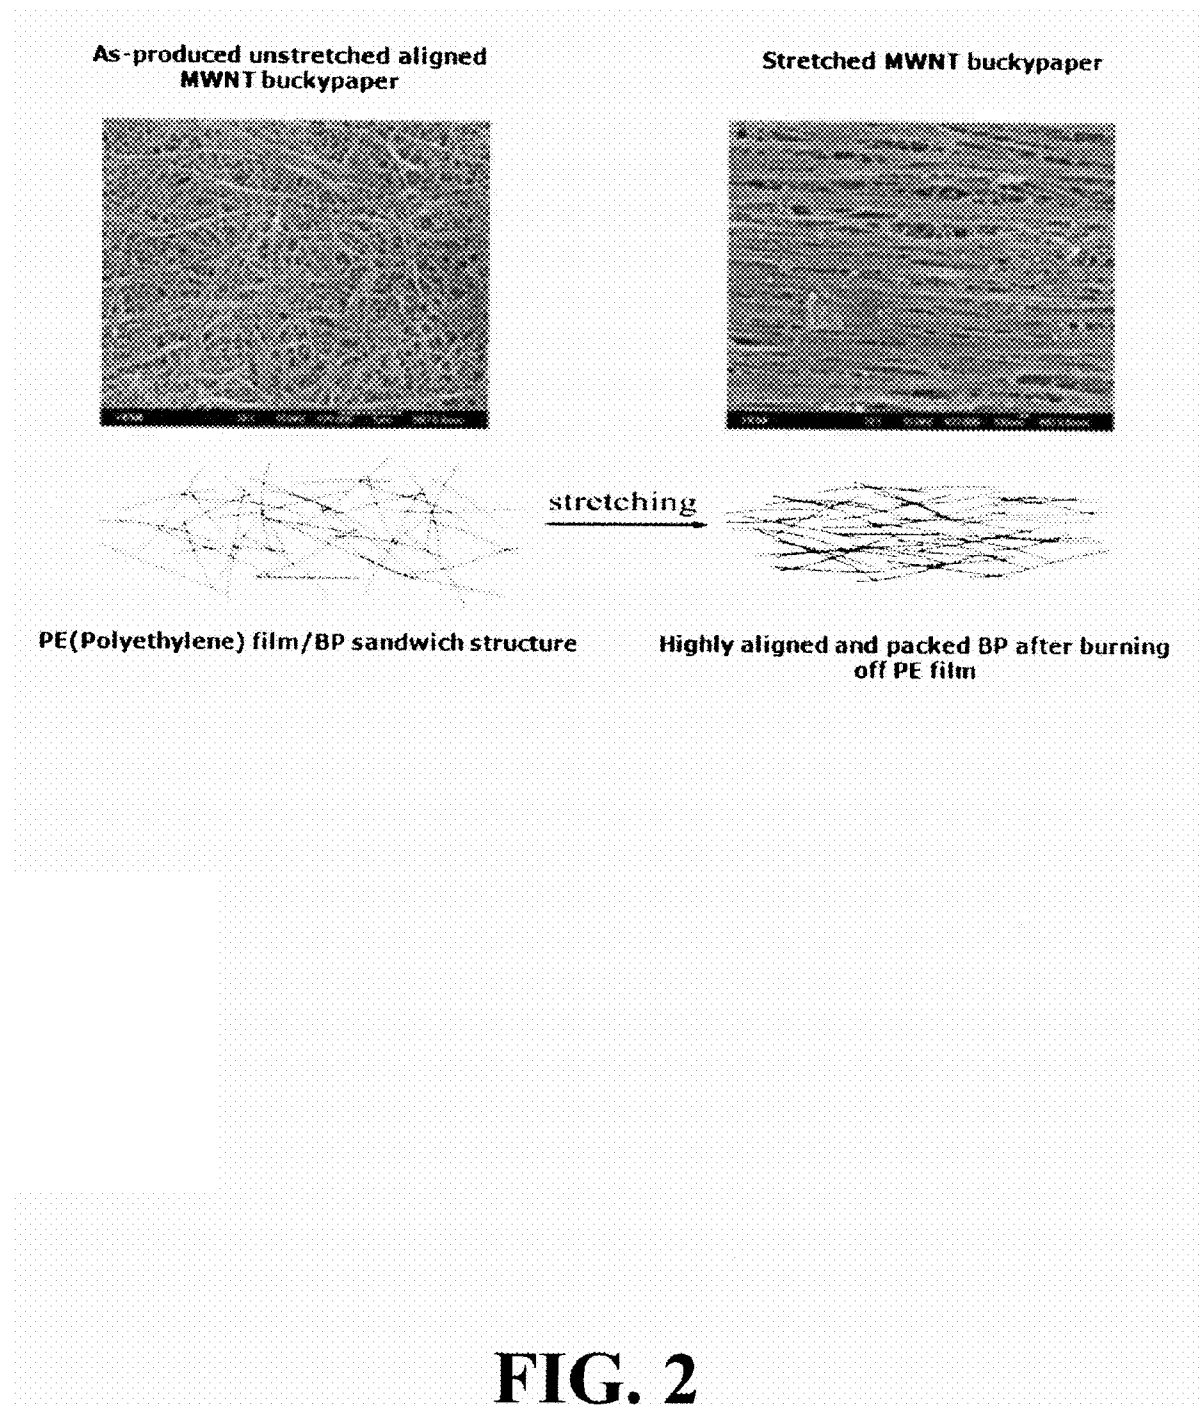 As-produced unstretched aligned
MWNT buckypaper
Stretched MWNT buckypaper
stretching
PE(Polyethylene) film/BP sandwich structure
Highly aligned and packed BP after burning
off PE film
FIG. 2